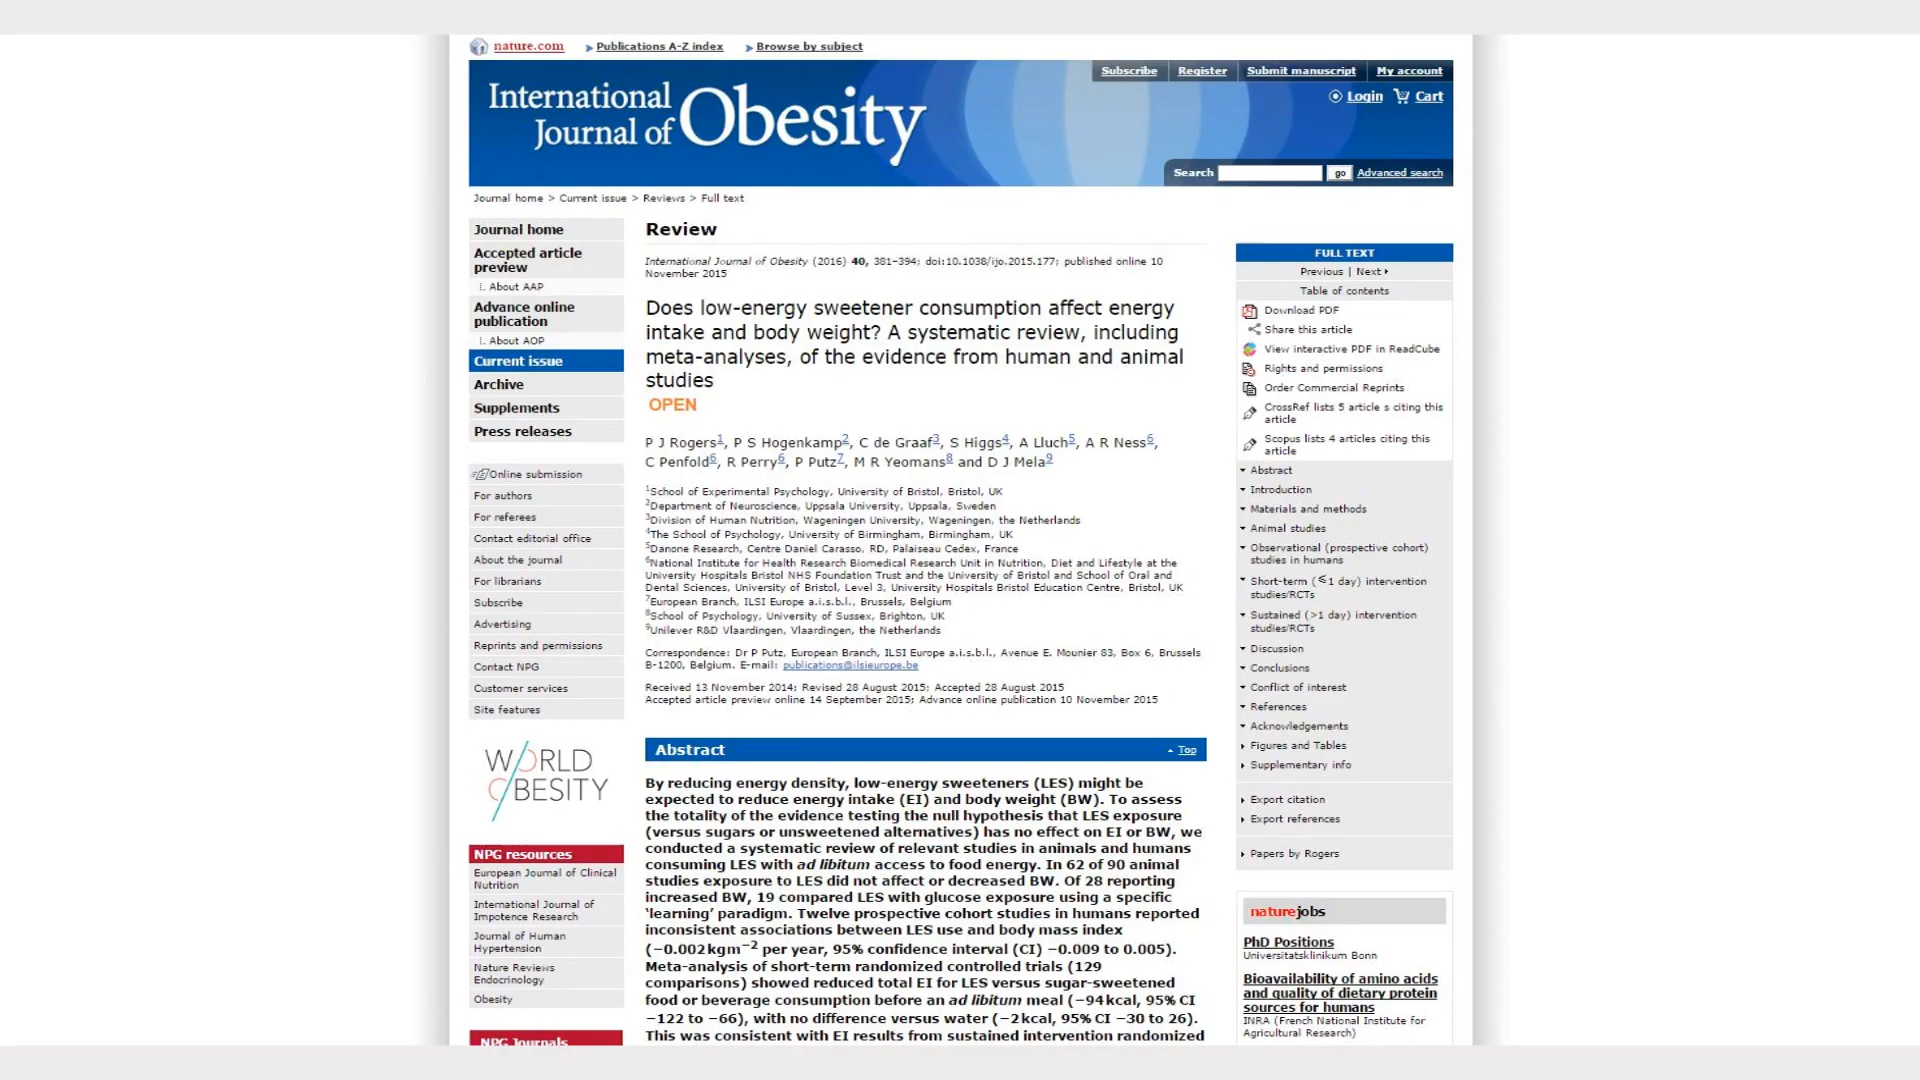 nature.com Publications A-Z index Browse by subject
Subscribe Register Submit manuscript My account
Login Cart
International
Journal of Obesity
Search go Advanced search
Journal home > Current issue > Reviews > Full text
Journal home
Accepted article
preview
About AAP
Advance online
publication
About AOP
Current issue
Archive
Supplements
Press releases
Online submission
For authors
For referees
Contact editorial office
About the journal
For librarians
Subscribe
Advertising
Reprints and permissions
Contact NPG
Customer services
Site features
WORLD
OBESITY
NPG resources
European Journal of Clinical
Nutrition
International Journal of
Impotence Research
Journal of Human
Hypertension
Nature Reviews
Endocrinology
Obesity
NPG Journals
Review
International Journal of Obesity (2016) 40, 381–394; doi:10.1038/ijo.2015.177; published online 10
November 2015
Does low-energy sweetener consumption affect energy
intake and body weight? A systematic review, including
meta-analyses, of the evidence from human and animal
studies
OPEN
P J Rogers1, P S Hogenkamp2, C de Graaf3, S Higgs4, A Lluch5, A R Ness6,
C Penfold6, R Perry6, P Putz7, M R Yeomans8 and D J Mela9
1School of Experimental Psychology, University of Bristol, Bristol, UK
2Department of Neuroscience, Uppsala University, Uppsala, Sweden
3Division of Human Nutrition, Wageningen University, Wageningen, the Netherlands
4The School of Psychology, University of Birmingham, Birmingham, UK
5Danone Research, Centre Daniel Carasso, RD, Palaiseau Cedex, France
6National Institute for Health Research Biomedical Research Unit in Nutrition, Diet and Lifestyle at the
University Hospitals Bristol NHS Foundation Trust and the University of Bristol and School of Oral and
Dental Sciences, University of Bristol, Level 3, University Hospitals Bristol Education Centre, Bristol, UK
7European Branch, ILSI Europe a.i.s.b.l., Brussels, Belgium
8School of Psychology, University of Sussex, Brighton, UK
9Unilever R&D Vlaardingen, Vlaardingen, the Netherlands
Correspondence: Dr P Putz, European Branch, ILSI Europe a.i.s.b.l., Avenue E. Mounier 83, Box 6, Brussels
B-1200, Belgium. E-mail: publications@ilsieurope.be
Received 13 November 2014; Revised 28 August 2015; Accepted 28 August 2015
Accepted article preview online 14 September 2015; Advance online publication 10 November 2015
Abstract Top
By reducing energy density, low-energy sweeteners (LES) might be
expected to reduce energy intake (EI) and body weight (BW). To assess
the totality of the evidence testing the null hypothesis that LES exposure
(versus sugars or unsweetened alternatives) has no effect on EI or BW, we
conducted a systematic review of relevant studies in animals and humans
consuming LES with ad libitum access to food energy. In 62 of 90 animal
studies exposure to LES did not affect or decreased BW. Of 28 reporting
increased BW, 19 compared LES with glucose exposure using a specific
‘learning’ paradigm. Twelve prospective cohort studies in humans reported
inconsistent associations between LES use and body mass index
(−0.002 kg m−2 per year, 95% confidence interval (CI) −0.009 to 0.005).
Meta-analysis of short-term randomized controlled trials (129
comparisons) showed reduced total EI for LES versus sugar-sweetened
food or beverage consumption before an ad libitum meal (−94 kcal, 95% CI
−122 to −66), with no difference versus water (−2 kcal, 95% CI −30 to 26).
This was consistent with EI results from sustained intervention randomized
FULL TEXT
Previous | Next
Table of contents
Download PDF
Share this article
View interactive PDF in ReadCube
Rights and permissions
Order Commercial Reprints
CrossRef lists 5 article s citing this
article
Scopus lists 4 articles citing this
article
Abstract
Introduction
Materials and methods
Animal studies
Observational (prospective cohort)
studies in humans
Short-term (⩽1 day) intervention
studies/RCTs
Sustained (>1 day) intervention
studies/RCTs
Discussion
Conclusions
Conflict of interest
References
Acknowledgements
Figures and Tables
Supplementary info
Export citation
Export references
Papers by Rogers
naturejobs
PhD Positions
Universitatsklinikum Bonn
Bioavailability of amino acids
and quality of dietary protein
sources for humans
INRA (French National Institute for
Agricultural Research)